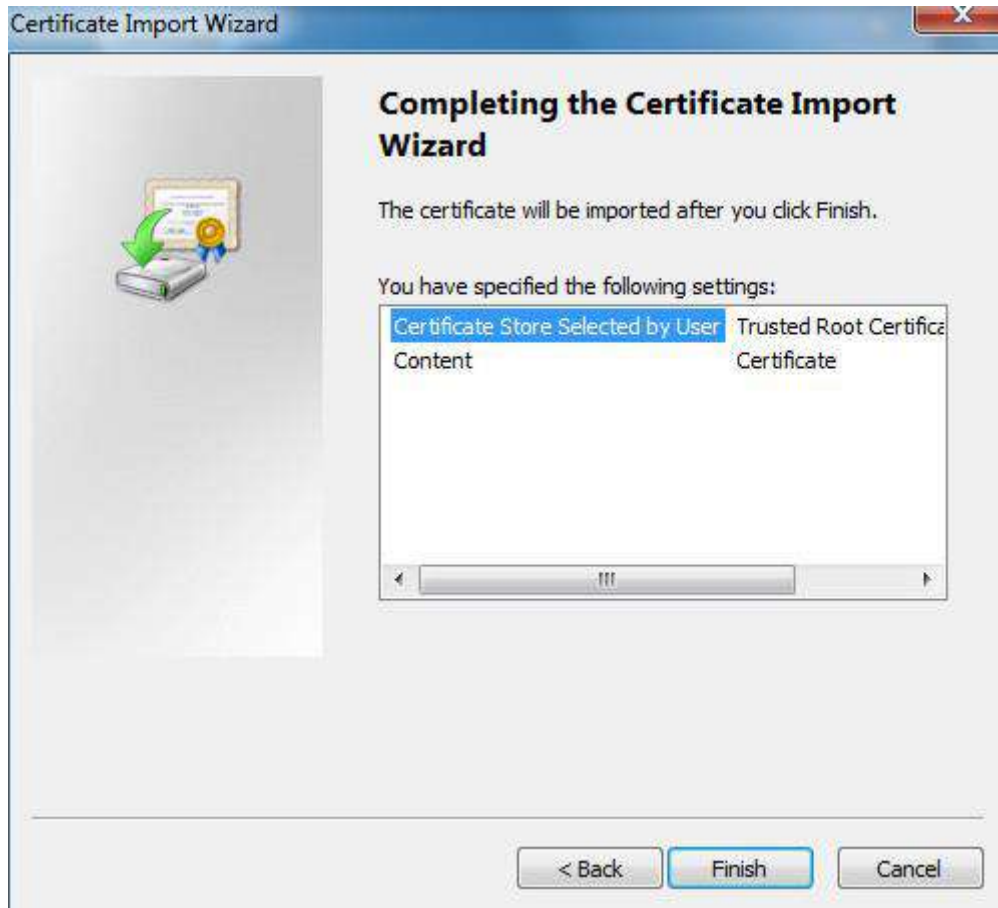 Certificate Import Wizard
Completing the Certificate Import
Wizard
The certificate will be imported after you click Finish.
You have specified the following settings:
Certificate Store Selected by User Trusted Root Certifica
Content Certificate
< Back Finish Cancel